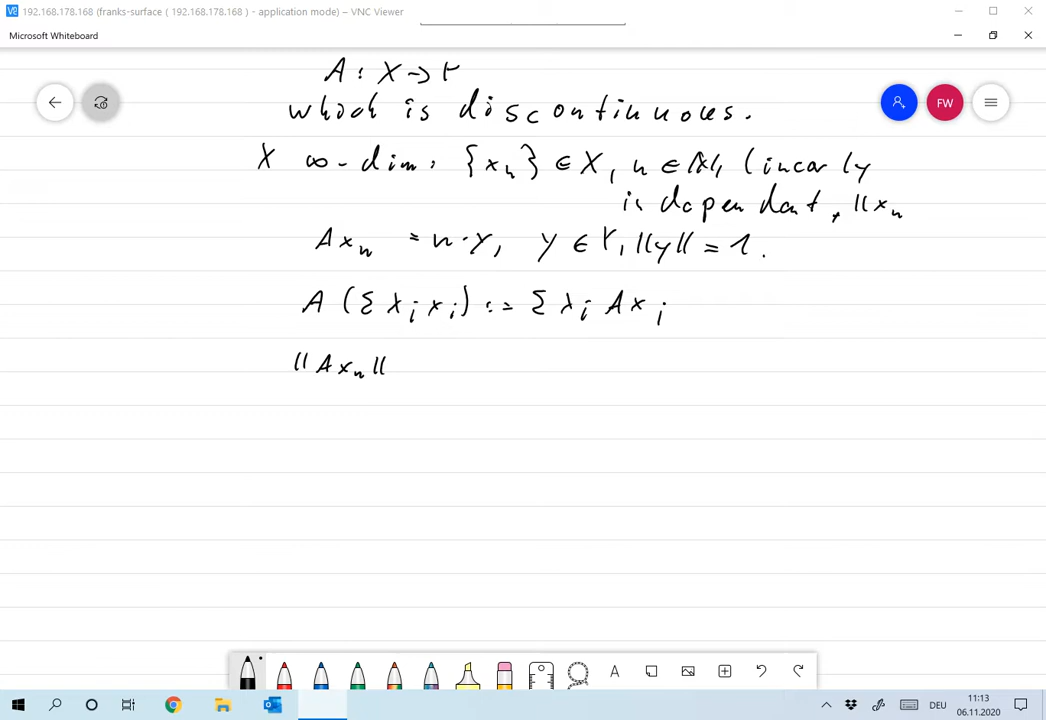 192.168.178.168 (franks-surface ( 192.168.178.168 ) - application mode) – VNC Viewer
Microsoft Whiteboard
A : X → Y
which is discontinuous.
FW
X ∞-dim, {xₙ} ∈ X, n ∈ ℕ, linearly
independent, ||xₙ
Axₙ = n·y, y ∈ Y, ||y|| = 1.
A (Σ λᵢ xᵢ) := Σ λᵢ A xᵢ
||Axₙ||
A
DEU
11:13
06.11.2020